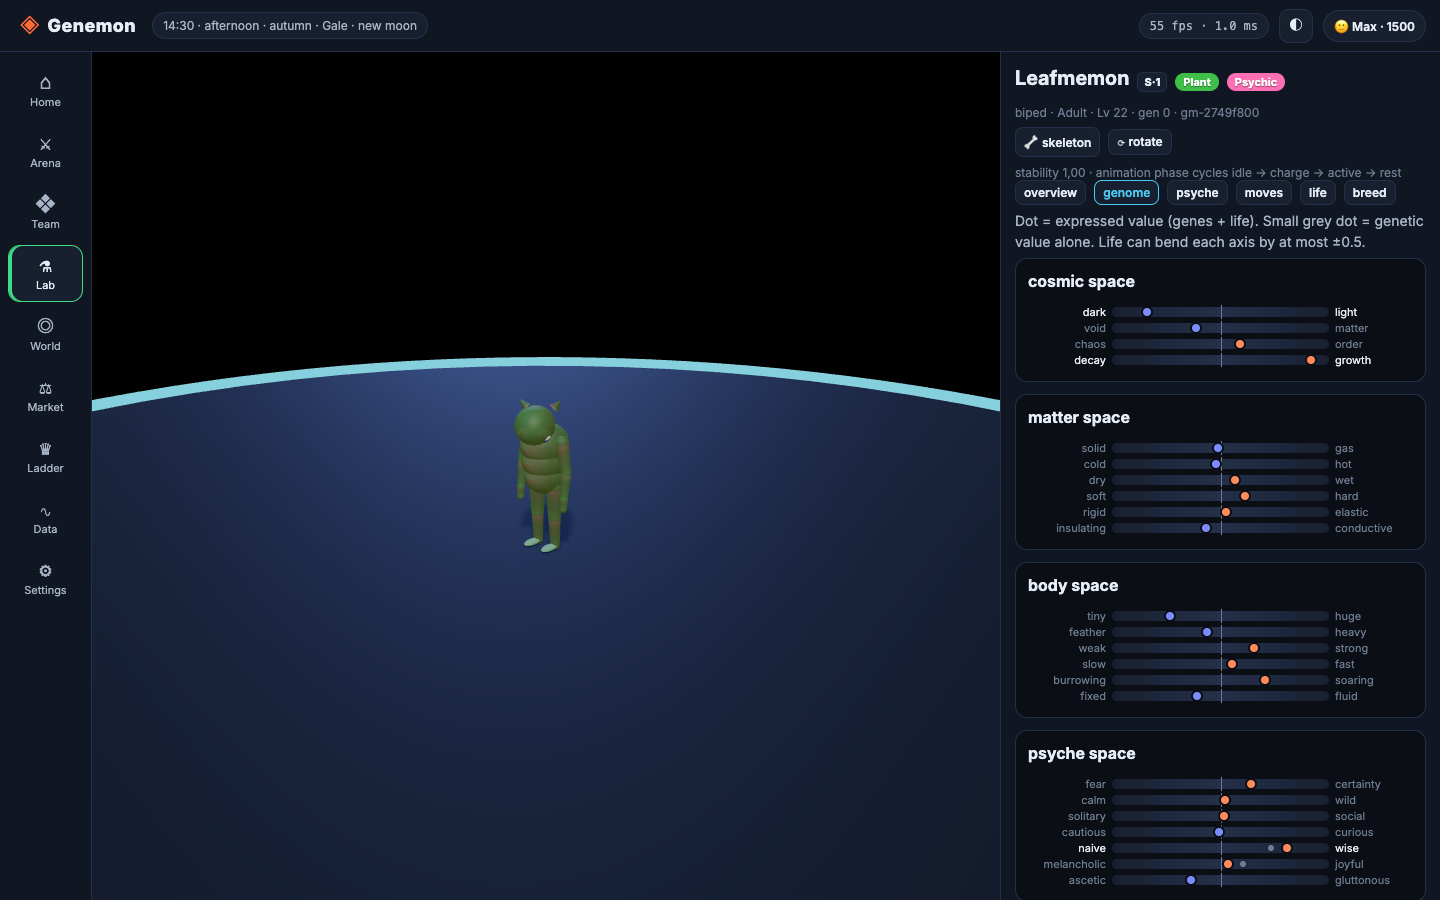 Genemon
14:30 · afternoon · autumn · Gale · new moon
55 fps · 1.0 ms
Max · 1500
Home
Arena
Team
Lab
World
Market
Ladder
Data
Settings
Leafmemon S·1 Plant Psychic
biped · Adult · Lv 22 · gen 0 · gm-2749f800
skeleton rotate
stability 1,00 · animation phase cycles idle → charge → active → rest
overview genome psyche moves life breed
Dot = expressed value (genes + life). Small grey dot = genetic
value alone. Life can bend each axis by at most ±0.5.
cosmic space
dark light
void matter
chaos order
decay growth
matter space
solid gas
cold hot
dry wet
soft hard
rigid elastic
insulating conductive
body space
tiny huge
feather heavy
weak strong
slow fast
burrowing soaring
fixed fluid
psyche space
fear certainty
calm wild
solitary social
cautious curious
naive wise
melancholic joyful
ascetic gluttonous